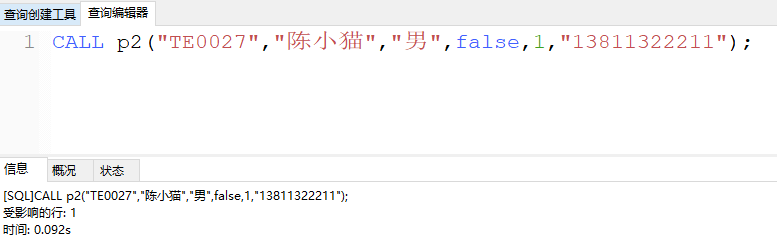 查询创建工具 查询编辑器
1 CALL p2("TE0027","陈小猫","男",false,1,"13811322211");
信息 概况 状态
[SQL]CALL p2("TE0027","陈小猫","男",false,1,"13811322211");
受影响的行: 1
时间: 0.092s